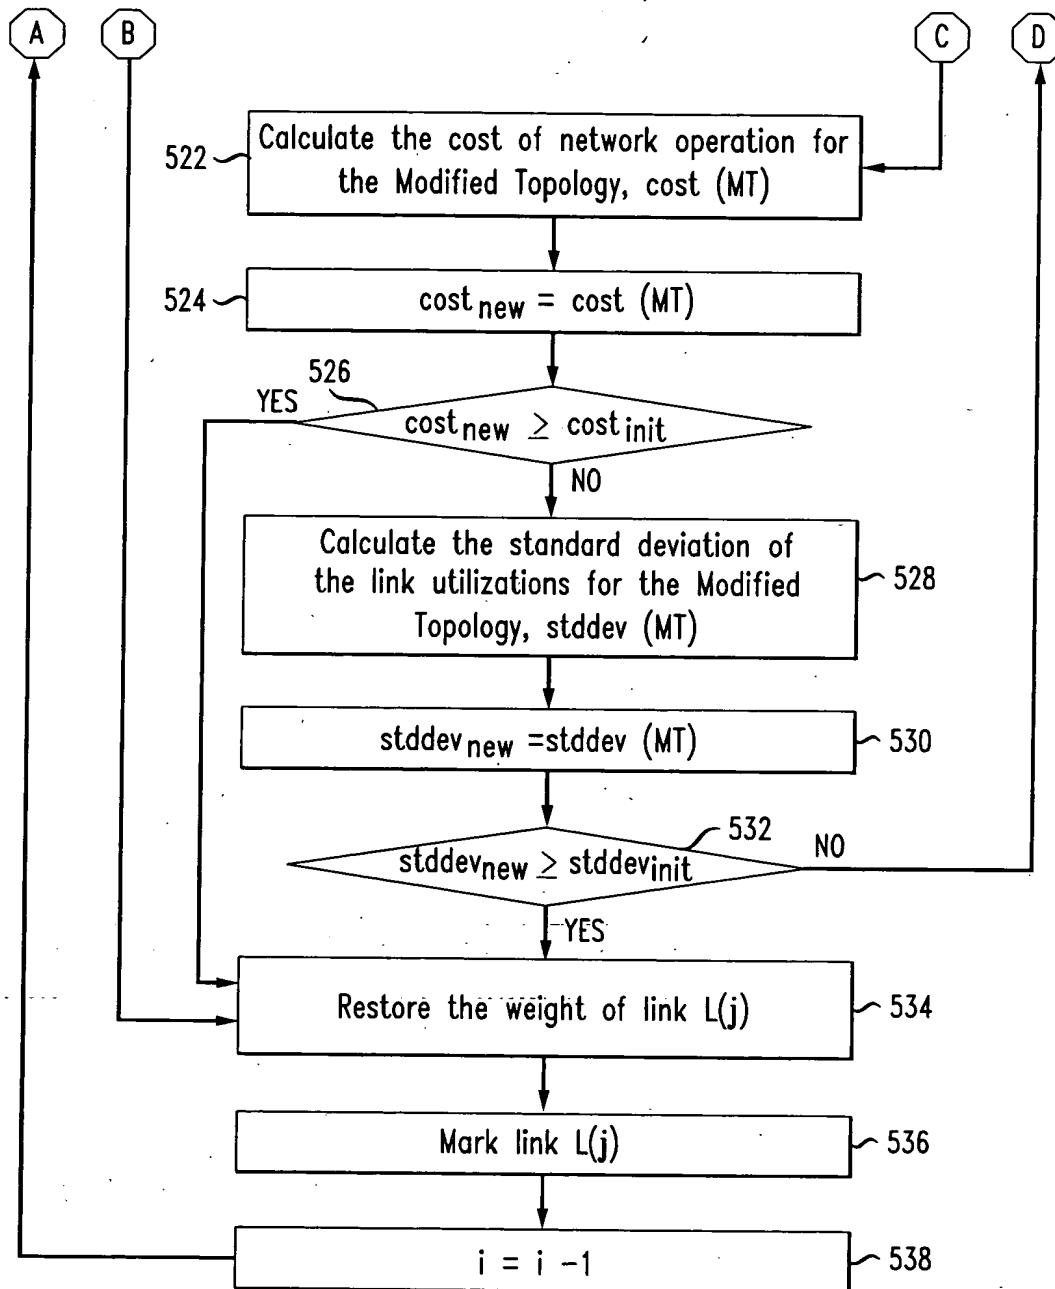 A B C D
Calculate the cost of network operation for
the Modified Topology, cost (MT)
522
cost new = cost (MT)
524
526
YES
cost new ≥ cost init
NO
Calculate the standard deviation of
the link utilizations for the Modified
Topology, stddev (MT)
528
stddev new =stddev (MT)
530
532
stddev new ≥ stddev init
NO
YES
Restore the weight of link L(j)
534
Mark link L(j)
536
i = i -1
538